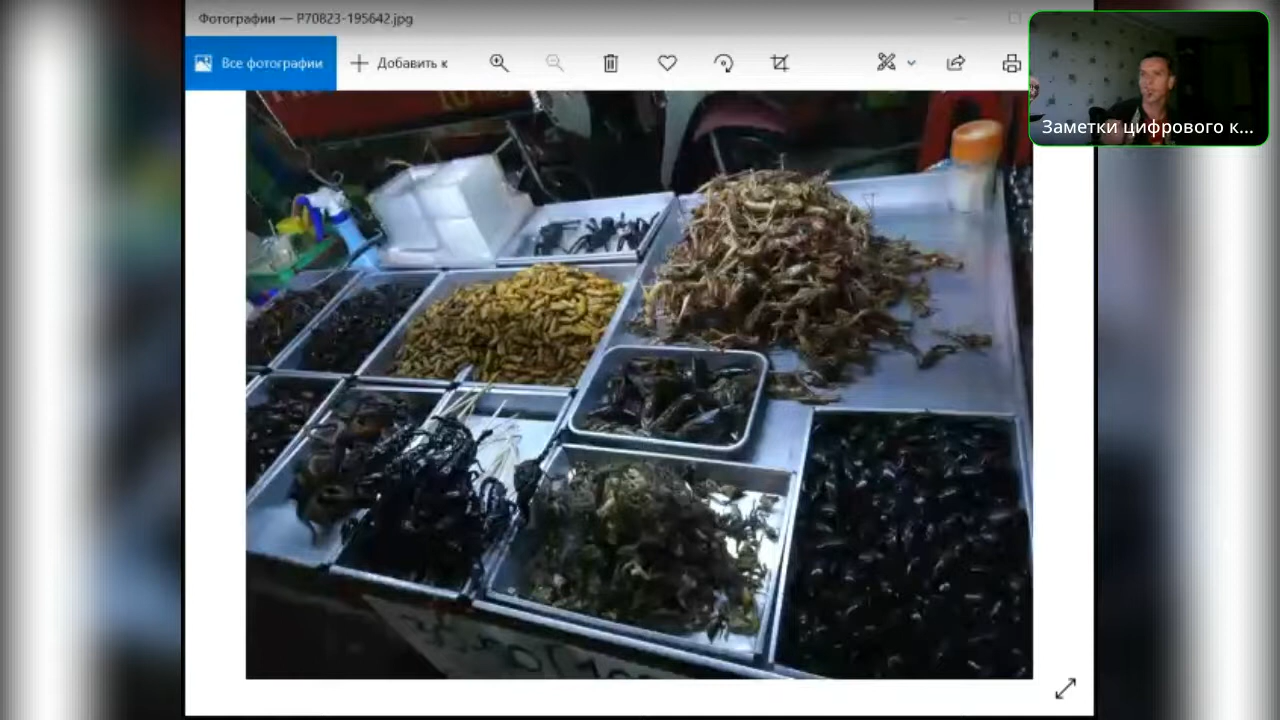 Фотографии — P70823-195642.jpg
Все фотографии
Добавить к
Заметки цифрового к...